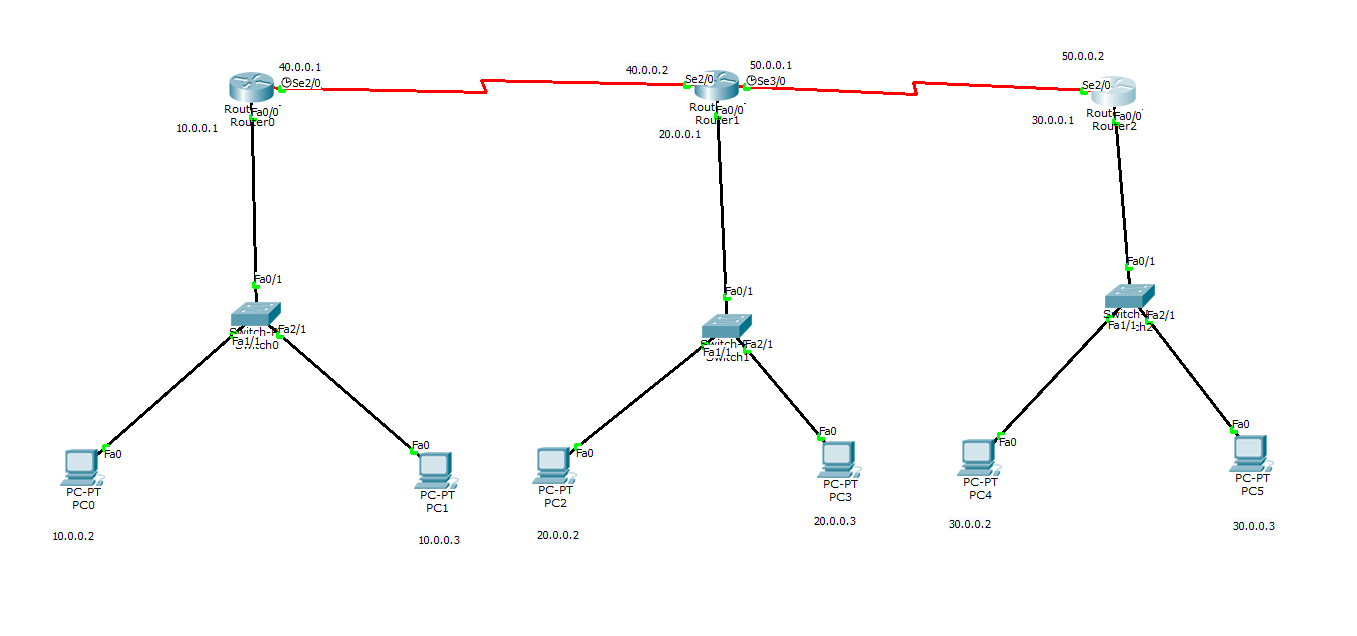 50.0.0.2
40.0.0.1
40.0.0.2
50.0.0.1
Se2/0
Se2/0
Se3/0
Se2/0
Fa0/0
Router0
10.0.0.1
Fa0/0
Router1
20.0.0.1
Fa0/0
Router2
30.0.0.1
Fa0/1
Fa0/1
Fa0/1
Fa2/1
Fa1/1
Fa2/1
Fa1/1
Switch1
Fa2/1
Fa1/1
Fa0
Fa0
Fa0
Fa0
Fa0
Fa0
PC-PT
PC0
PC-PT
PC1
PC-PT
PC2
PC-PT
PC3
PC-PT
PC4
PC-PT
PC5
10.0.0.2
10.0.0.3
20.0.0.2
20.0.0.3
30.0.0.2
30.0.0.3